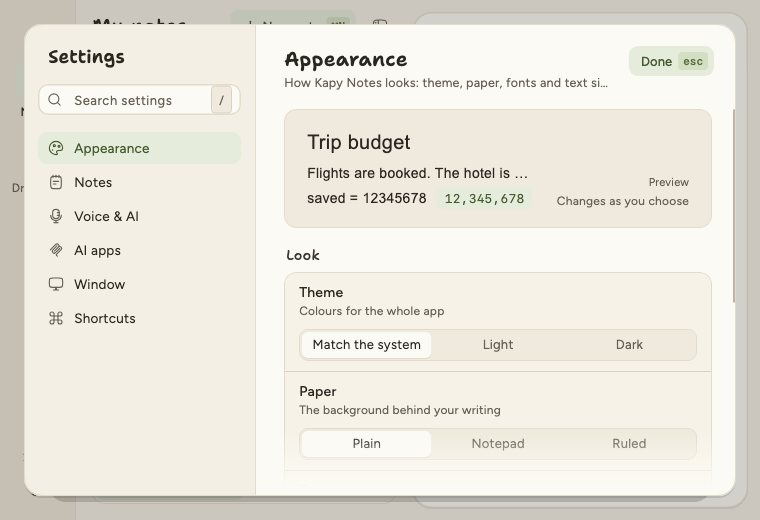 My notes
Settings
Search settings
/
Appearance
Notes
Voice & AI
AI apps
Window
Shortcuts
Appearance
How Kapy Notes looks: theme, paper, fonts and text si…
Done esc
Trip budget
Flights are booked. The hotel is …
saved = 12345678 12,345,678
Preview
Changes as you choose
Look
Theme
Colours for the whole app
Match the system Light Dark
Paper
The background behind your writing
Plain Notepad Ruled